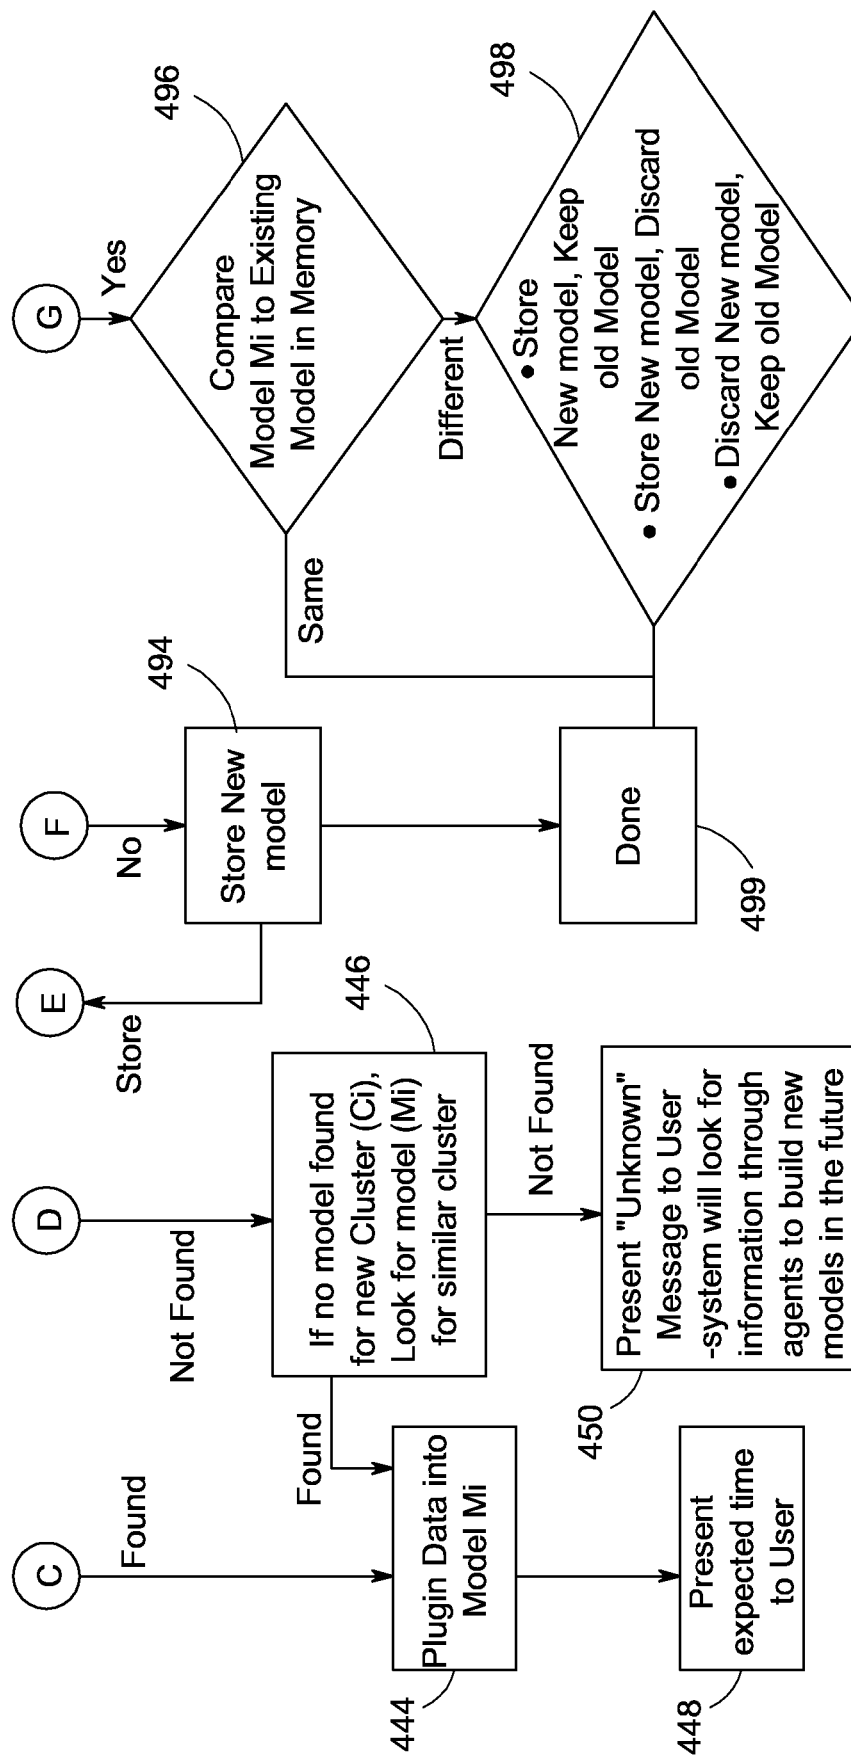 C
Found
Plugin Data into
Model Mi
444
Present
expected time
to User
448
D
Not Found
If no model found
for new Cluster (Ci),
Look for model (Mi)
for similar cluster
446
Found
Not Found
Present "Unknown"
Message to User
-system will look for
information through
agents to build new
models in the future
450
E
Store
F
No
Store New
model
494
Done
499
G
Yes
Compare
Model Mi to Existing
Model in Memory
496
Same
Different
• Store
New model, Keep
old Model
• Store New model, Discard
old Model
• Discard New model,
Keep old Model
498